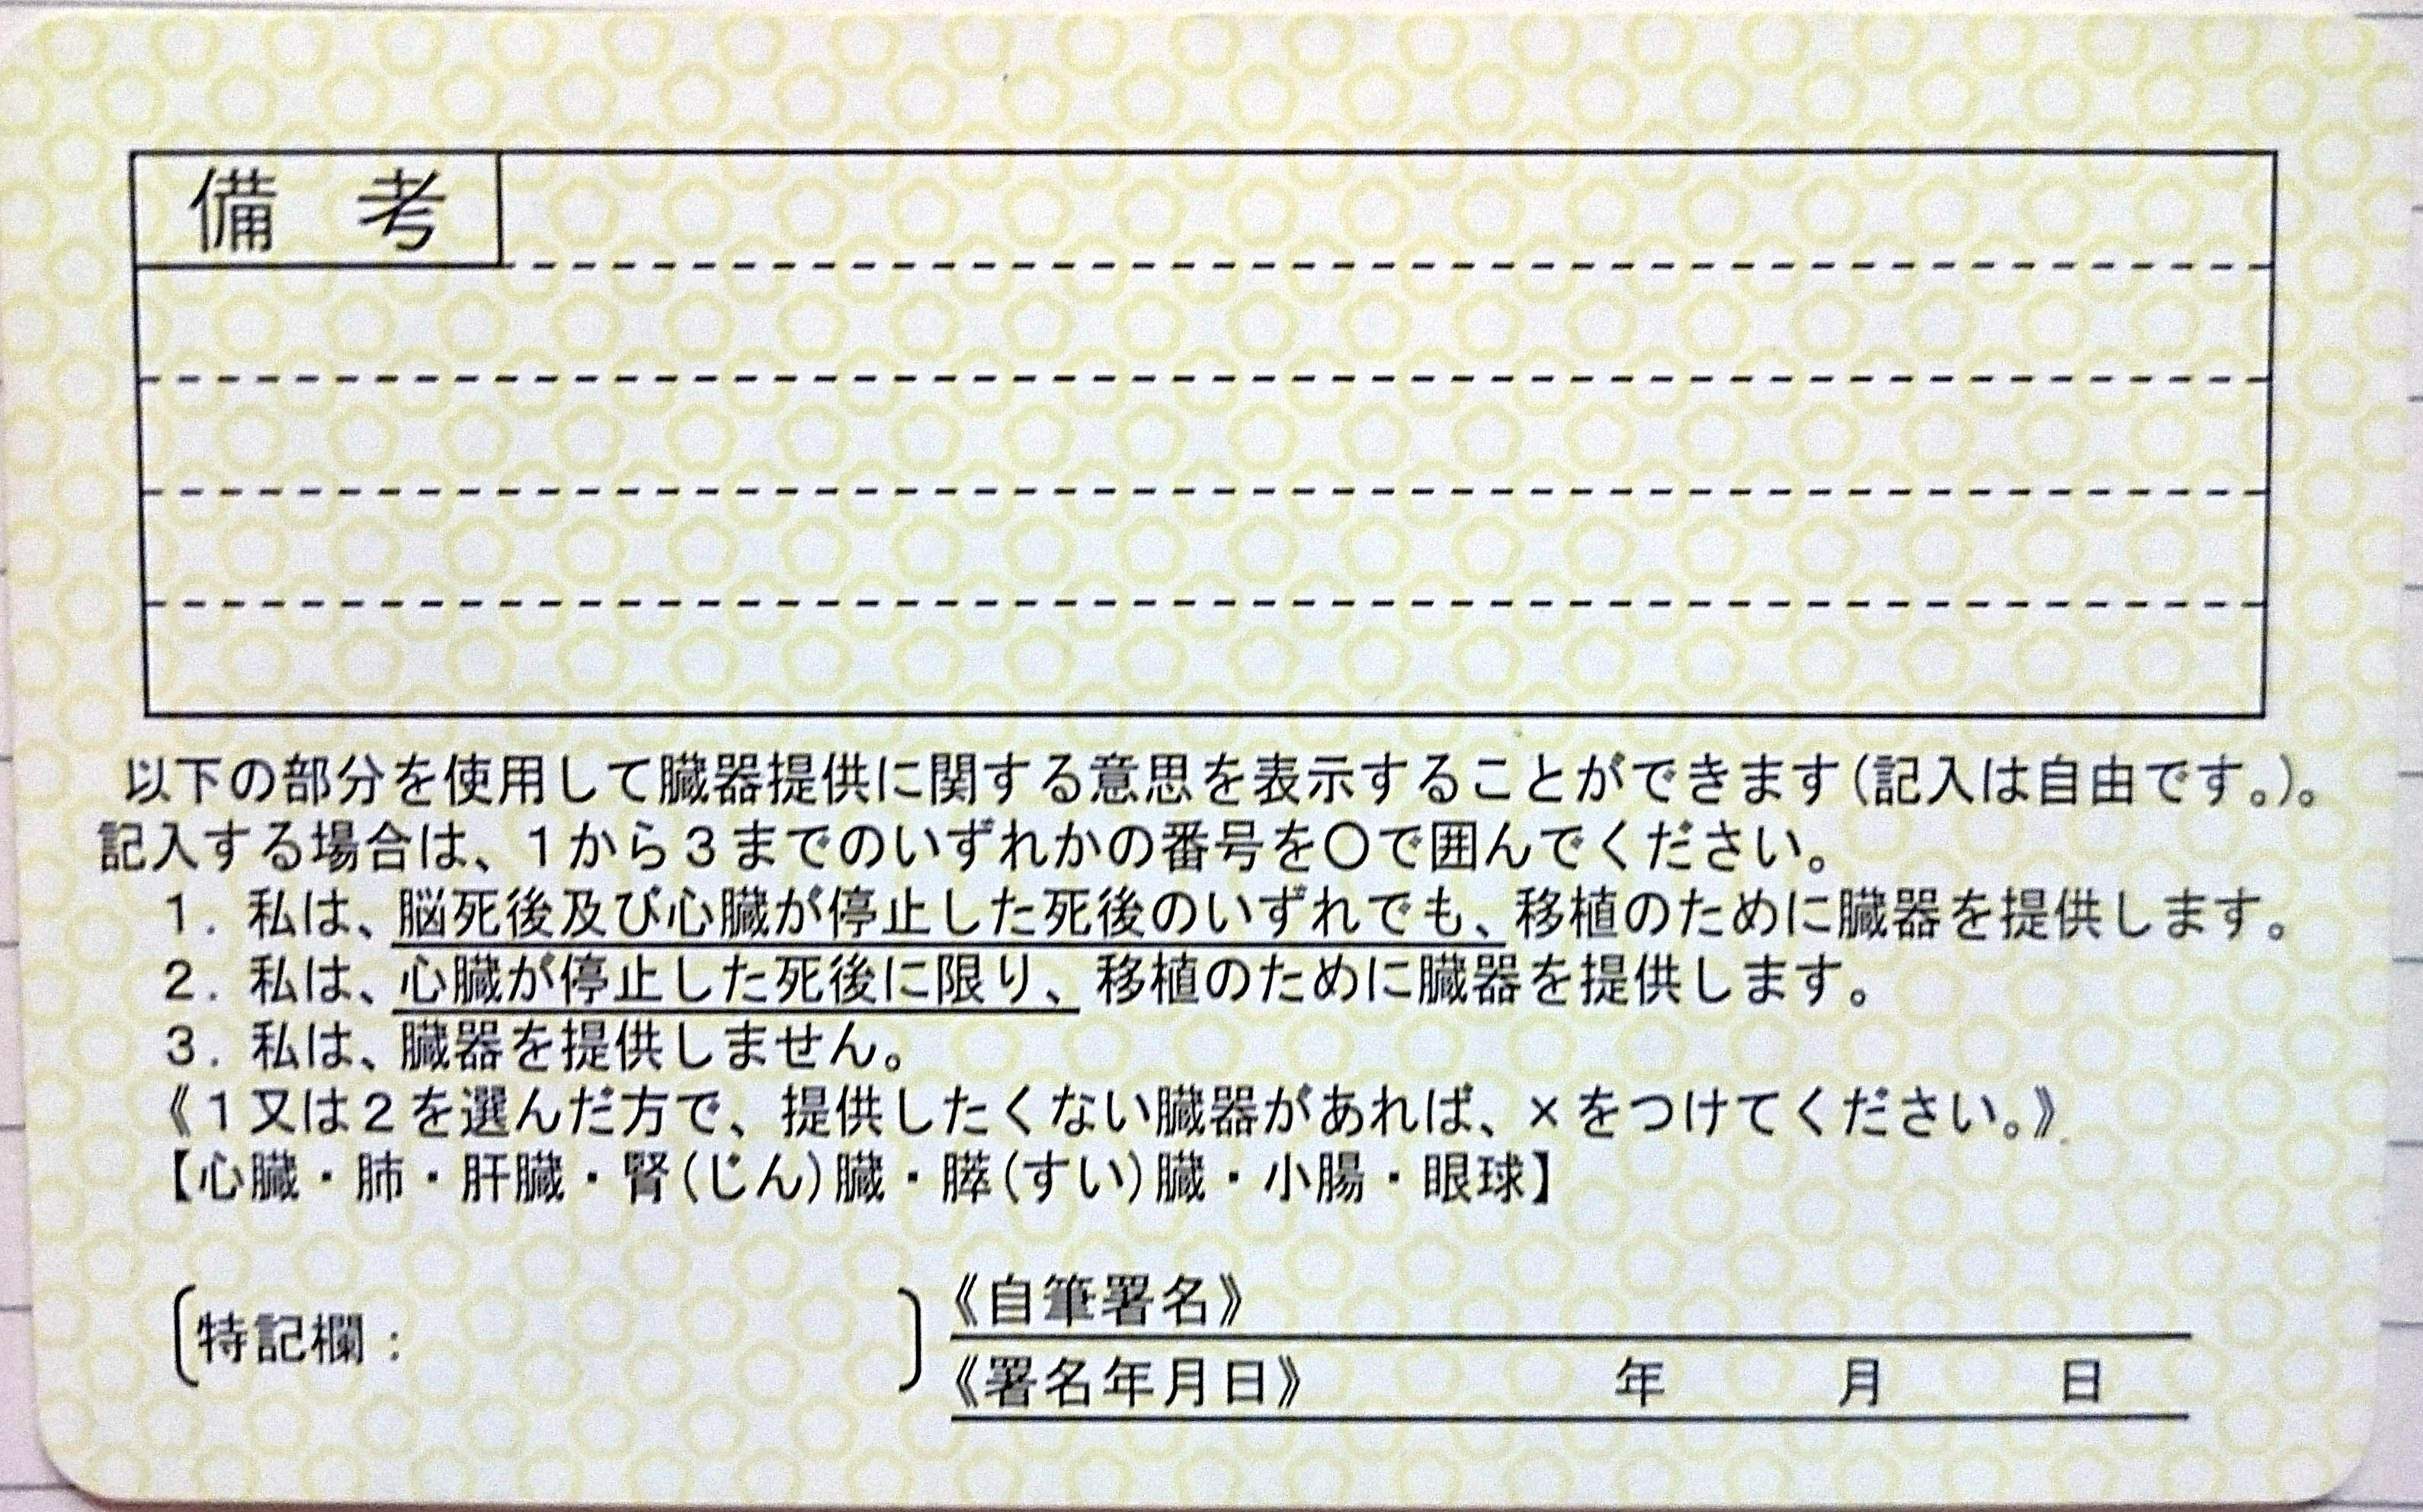 備 考
以下の部分を使用して臓器提供に関する意思を表示することができます(記入は自由です。)。
記入する場合は、1から3までのいずれかの番号を○で囲んでください。
1. 私は、脳死後及び心臓が停止した死後のいずれでも、移植のために臓器を提供します。
2. 私は、心臓が停止した死後に限り、移植のために臓器を提供します。
3. 私は、臓器を提供しません。
《1又は2を選んだ方で、提供したくない臓器があれば、×をつけてください。》
【心臓・肺・肝臓・腎(じん)臓・膵(すい)臓・小腸・眼球】
〔特記欄: 〕
《自筆署名》
《署名年月日》 年 月 日